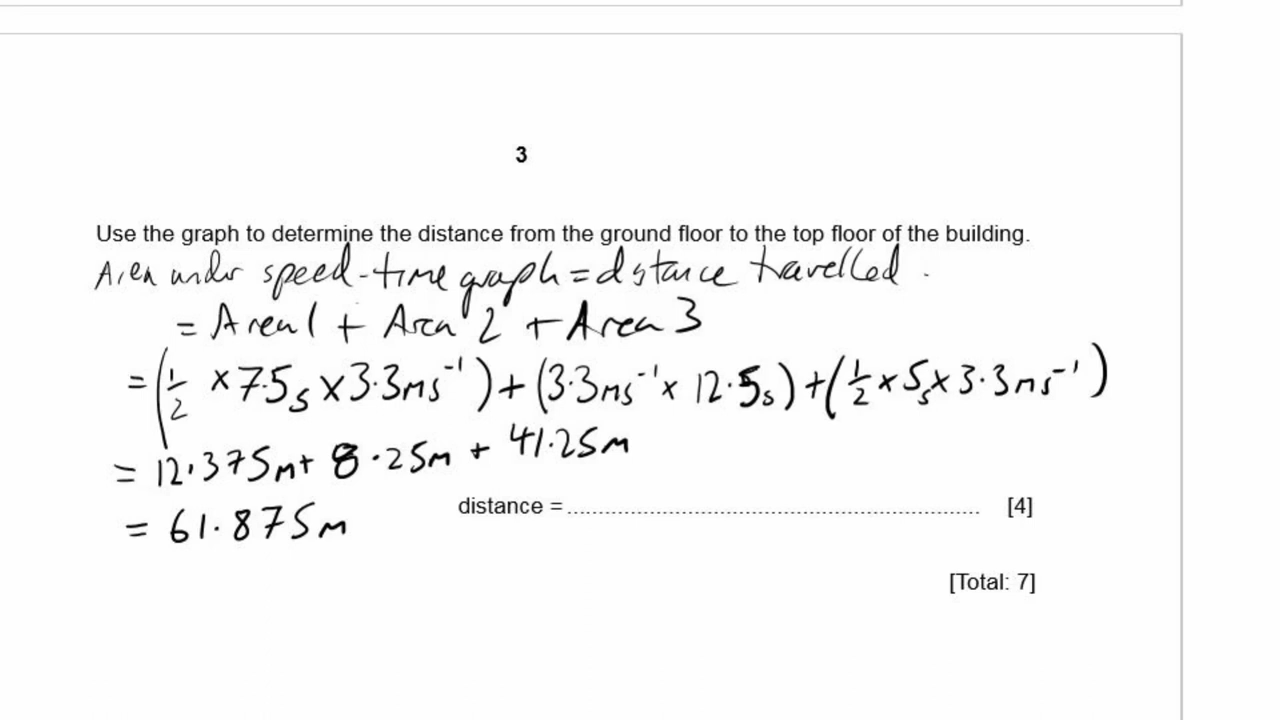 3
Use the graph to determine the distance from the ground floor to the top floor of the building.
Area under speed-time graph = distance travelled.
= Area 1 + Area 2 + Area 3
= (1/2 × 7.5s × 3.3ms⁻¹) + (3.3ms⁻¹ × 12.5s) + (1/2 × 5s × 3.3ms⁻¹)
= 12.375m + 8.25m + 41.25m
distance = ........................................................................ [4]
= 61.875m
[Total: 7]